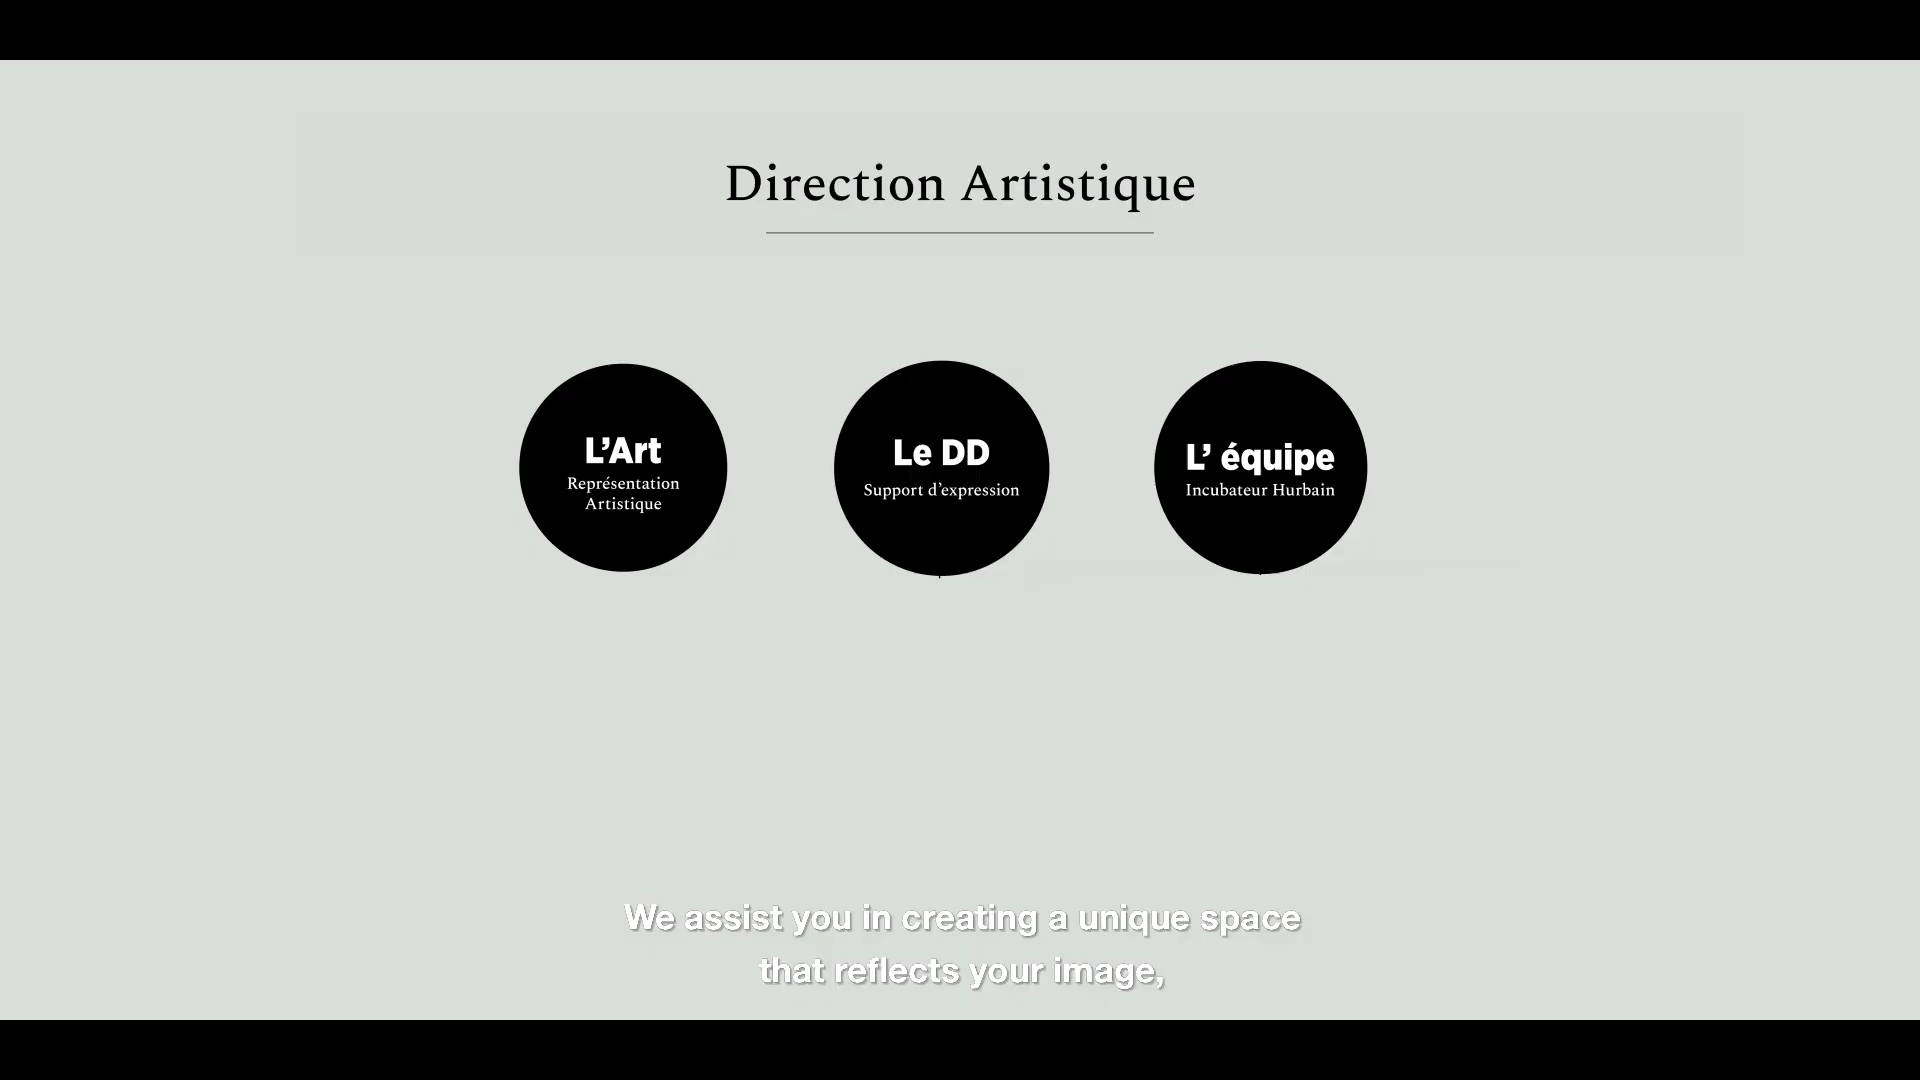 Direction Artistique
L’Art
Représentation
Artistique
Le DD
Support d’expression
L’ équipe
Incubateur Hurbain
We assist you in creating a unique space
that reflects your image,